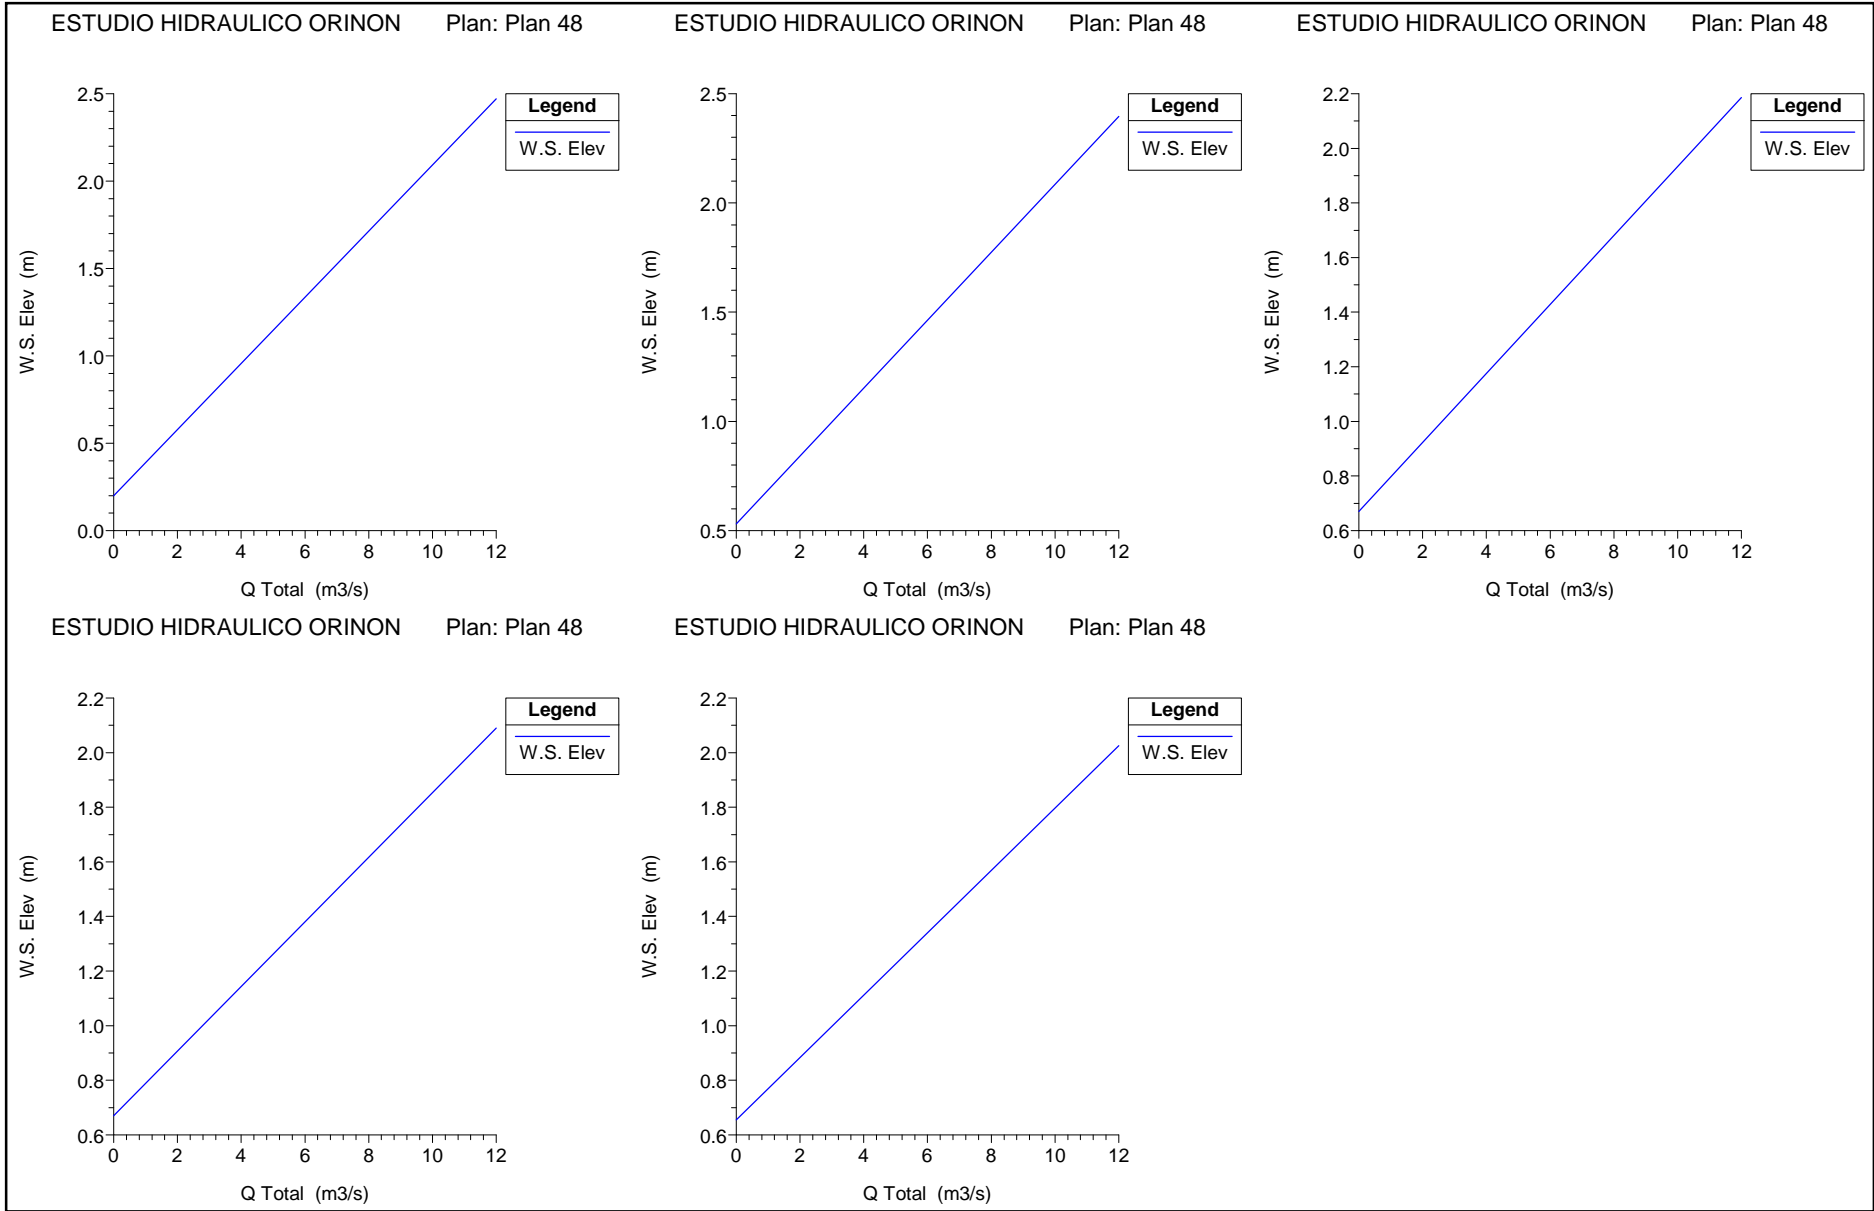 ESTUDIO HIDRAULICO ORINON Plan: Plan 48
2.5
2.0
1.5
1.0
0.5
0.0
W.S. Elev (m)
0 2 4 6 8 10 12
Q Total (m3/s)
Legend
W.S. Elev
ESTUDIO HIDRAULICO ORINON Plan: Plan 48
2.5
2.0
1.5
1.0
0.5
W.S. Elev (m)
0 2 4 6 8 10 12
Q Total (m3/s)
Legend
W.S. Elev
ESTUDIO HIDRAULICO ORINON Plan: Plan 48
2.2
2.0
1.8
1.6
1.4
1.2
1.0
0.8
0.6
W.S. Elev (m)
0 2 4 6 8 10 12
Q Total (m3/s)
Legend
W.S. Elev
ESTUDIO HIDRAULICO ORINON Plan: Plan 48
2.2
2.0
1.8
1.6
1.4
1.2
1.0
0.8
0.6
W.S. Elev (m)
0 2 4 6 8 10 12
Q Total (m3/s)
Legend
W.S. Elev
ESTUDIO HIDRAULICO ORINON Plan: Plan 48
2.2
2.0
1.8
1.6
1.4
1.2
1.0
0.8
0.6
W.S. Elev (m)
0 2 4 6 8 10 12
Q Total (m3/s)
Legend
W.S. Elev